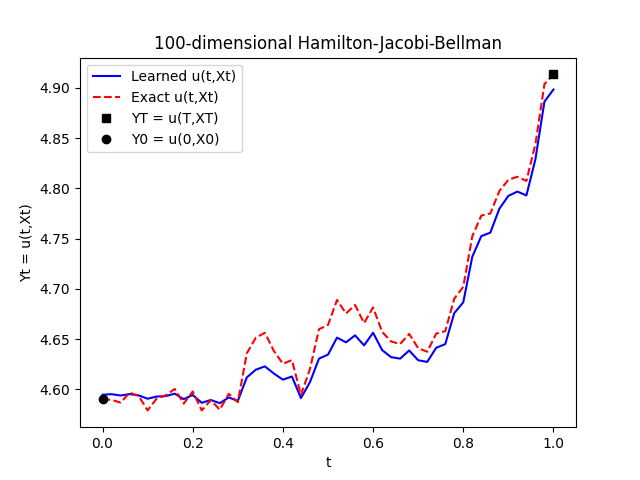 100-dimensional Hamilton-Jacobi-Bellman
Learned u(t,Xt)
Exact u(t,Xt)
YT = u(T,XT)
Y0 = u(0,X0)
4.90
4.85
4.80
4.75
4.70
4.65
4.60
Yt = u(t,Xt)
0.0 0.2 0.4 0.6 0.8 1.0
t